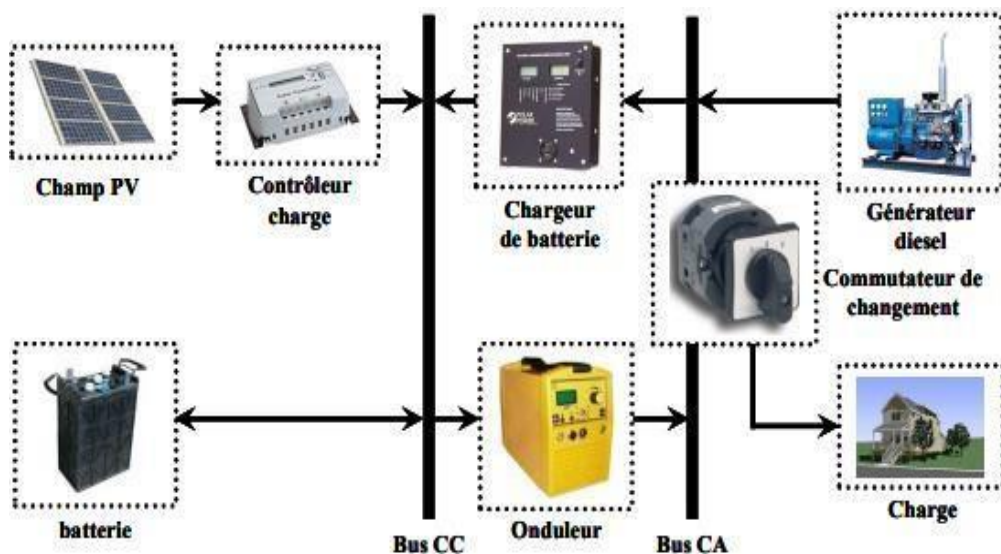 Champ PV
Contrôleur
charge
Chargeur
de batterie
Générateur
diesel
Commutateur de
changement
batterie
Bus CC
Onduleur
Bus CA
Charge